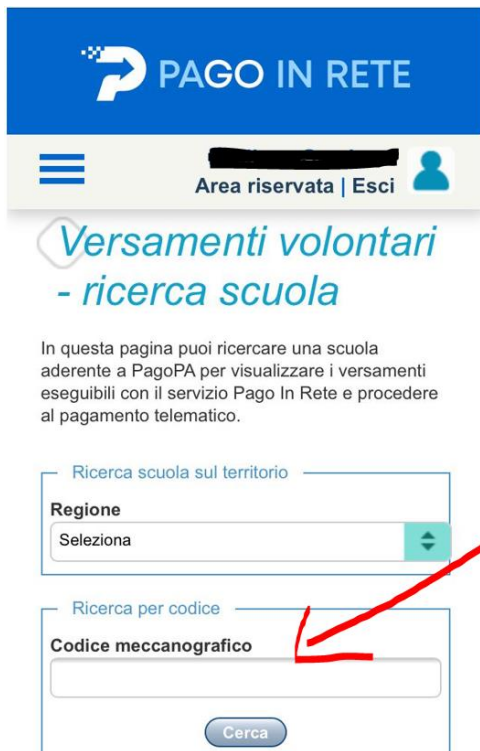 PAGO IN RETE
Area riservata | Esci
Versamenti volontari
- ricerca scuola
In questa pagina puoi ricercare una scuola
aderente a PagoPA per visualizzare i versamenti
eseguibili con il servizio Pago In Rete e procedere
al pagamento telematico.
Ricerca scuola sul territorio
Regione
Seleziona
Ricerca per codice
Codice meccanografico
Cerca